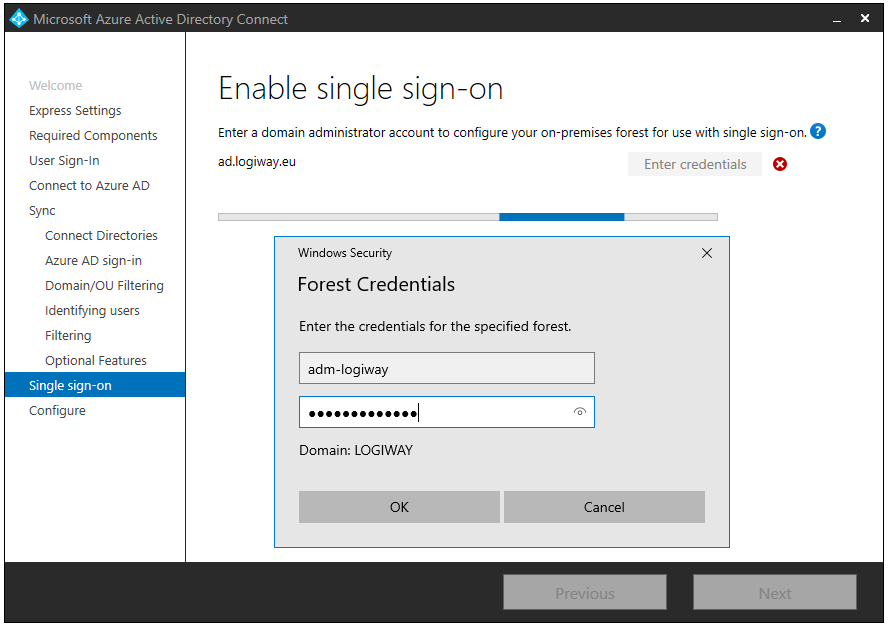 Microsoft Azure Active Directory Connect
Welcome
Express Settings
Required Components
User Sign-In
Connect to Azure AD
Sync
Connect Directories
Azure AD sign-in
Domain/OU Filtering
Identifying users
Filtering
Optional Features
Single sign-on
Configure
Enable single sign-on
Enter a domain administrator account to configure your on-premises forest for use with single sign-on. ?
ad.logiway.eu
Enter credentials
Windows Security
Forest Credentials
Enter the credentials for the specified forest.
adm-logiway
●●●●●●●●●●●●●
Domain: LOGIWAY
OK Cancel
Previous Next